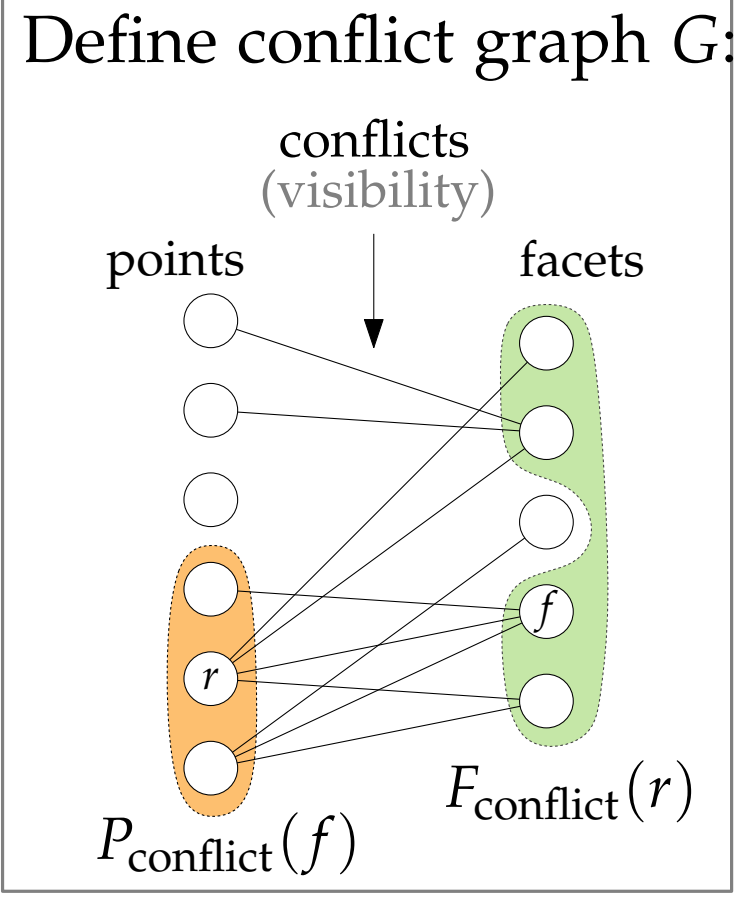 Define conflict graph G:
conflicts
(visibility)
points
facets
f
r
F_conflict(r)
P_conflict(f)